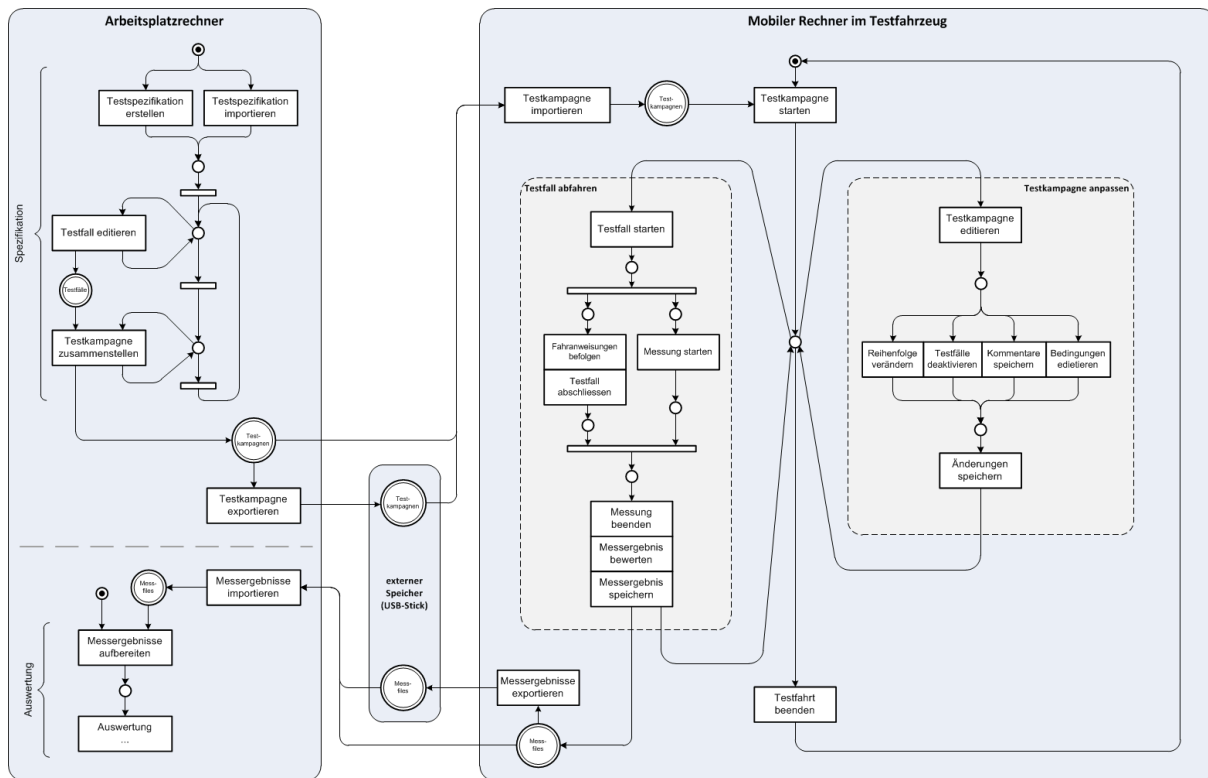 Arbeitsplatzrechner
Spezifikation
Testspezifikation
erstellen
Testspezifikation
importieren
Testfall editieren
Testfälle
Testkampagne
zusammenstellen
Test-
kampagnen
Testkampagne
exportieren
Messergebnisse
importieren
Mess-
files
Auswertung
Messergebnisse
aufbereiten
Auswertung
...
Test-
kampagnen
externer
Speicher
(USB-Stick)
Mess-
files
Mobiler Rechner im Testfahrzeug
Testkampagne
importieren
Test-
kampagnen
Testkampagne
starten
Testfall abfahren
Testfall starten
Fahranweisungen
befolgen
Testfall
abschliessen
Messung starten
Messung
beenden
Messergebnis
bewerten
Messergebnis
speichern
Testkampagne anpassen
Testkampagne
editieren
Reihenfolge
verändern
Testfälle
deaktivieren
Kommentare
speichern
Bedingungen
edietieren
Änderungen
speichern
Messergebnisse
exportieren
Mess-
files
Testfahrt
beenden